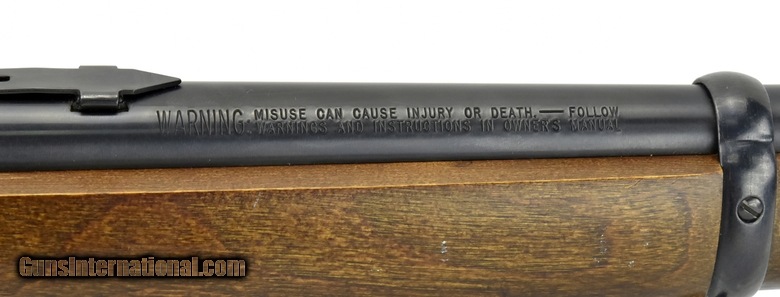 WARNING: MISUSE CAN CAUSE INJURY OR DEATH. — FOLLOW
WARNINGS AND INSTRUCTIONS IN OWNERS MANUAL
GunsInternational.com